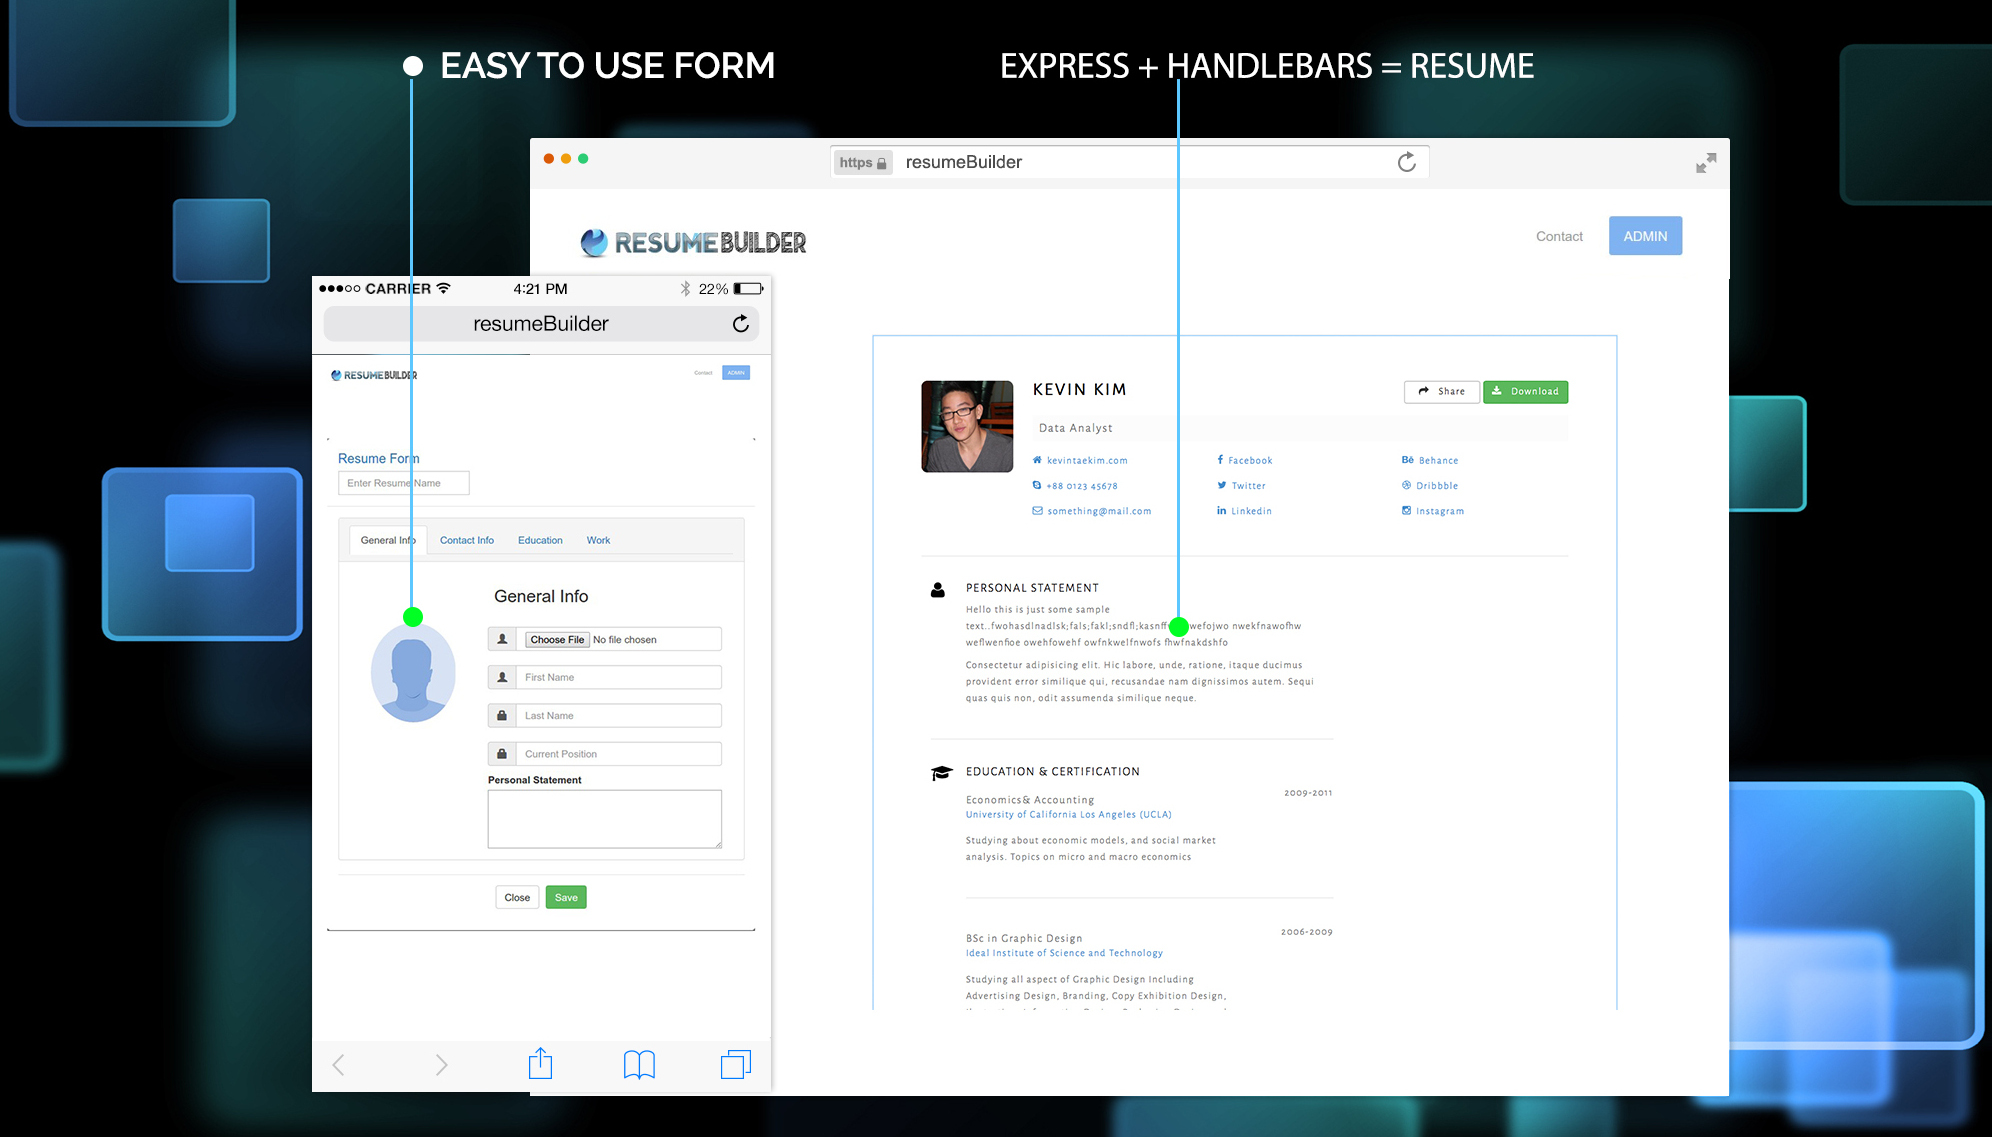 EASY TO USE FORM
EXPRESS + HANDLEBARS = RESUME
https resumeBuilder
RESUMEBUILDER
Contact
ADMIN
CARRIER 4:21 PM 22%
resumeBuilder
RESUMEBUILDER
Contact ADMIN
Resume Form
Enter Resume Name
General Info Contact Info Education Work
General Info
Choose File No file chosen
First Name
Last Name
Current Position
Personal Statement
Close Save
KEVIN KIM
Share Download
Data Analyst
kevintaekim.com Facebook Behance
+88 0123 45678 Twitter Dribbble
something@mail.com Linkedin Instagram
PERSONAL STATEMENT
Hello this is just some sample
wefojwo nwekfnawofhw
weflwenfioe owehfowehf owfnkwelfnwofs fhwfnakdshfo
Consectetur adipisicing elit. Hic labore, unde, ratione, itaque ducimus
provident error similique qui, recusandae nam dignissimos autem. Sequi
quas quis non, odit assumenda similique neque.
EDUCATION & CERTIFICATION
Economics& Accounting 2009-2011
University of California Los Angeles (UCLA)
Studying about economic models, and social market
analysis. Topics on micro and macro economics
BSc in Graphic Design 2006-2009
Ideal Institute of Science and Technology
Studying all aspect of Graphic Design Including
Advertising Design, Branding, Copy Exhibition Design,